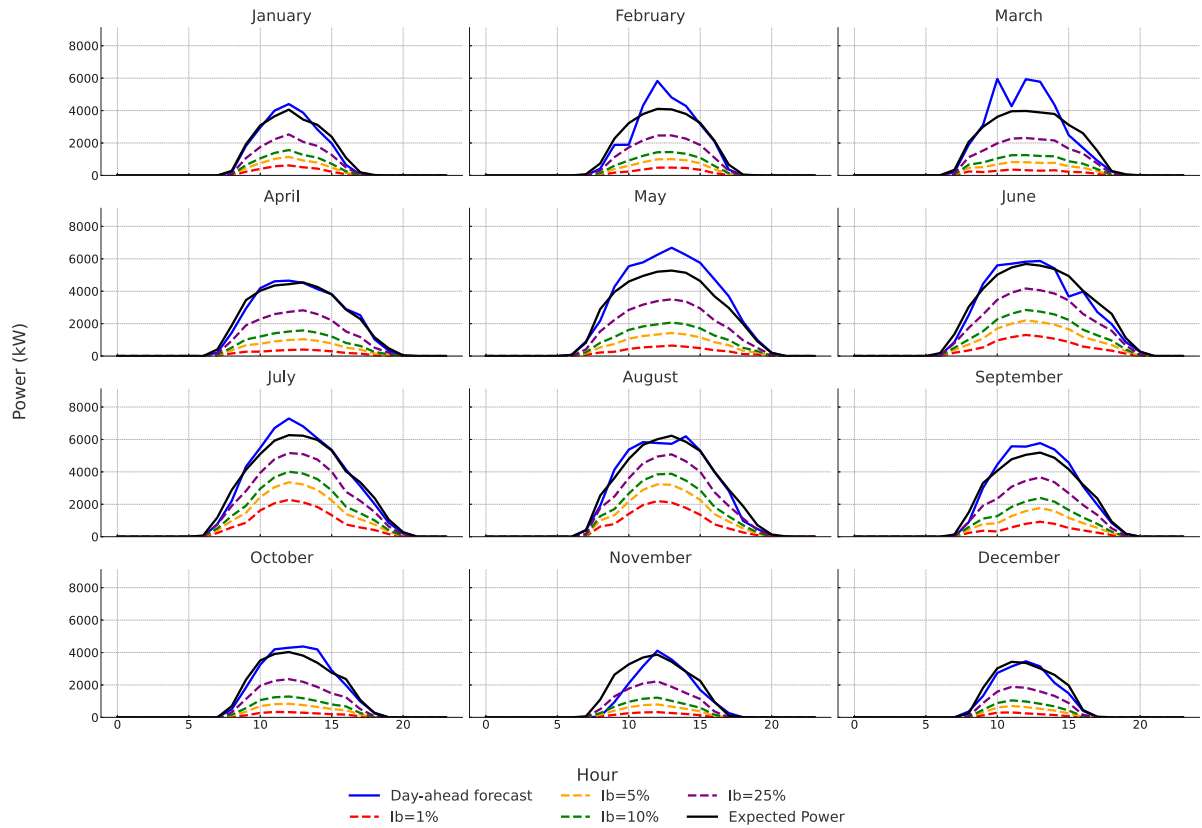 January February March
8000
6000
4000
2000
0
April May June
8000
6000
4000
2000
0
Power (kW)
July August September
8000
6000
4000
2000
0
October November December
8000
6000
4000
2000
0
0 5 10 15 20 0 5 10 15 20 0 5 10 15 20
Hour
Day-ahead forecast Ib=5% Ib=25%
Ib=1% Ib=10% Expected Power